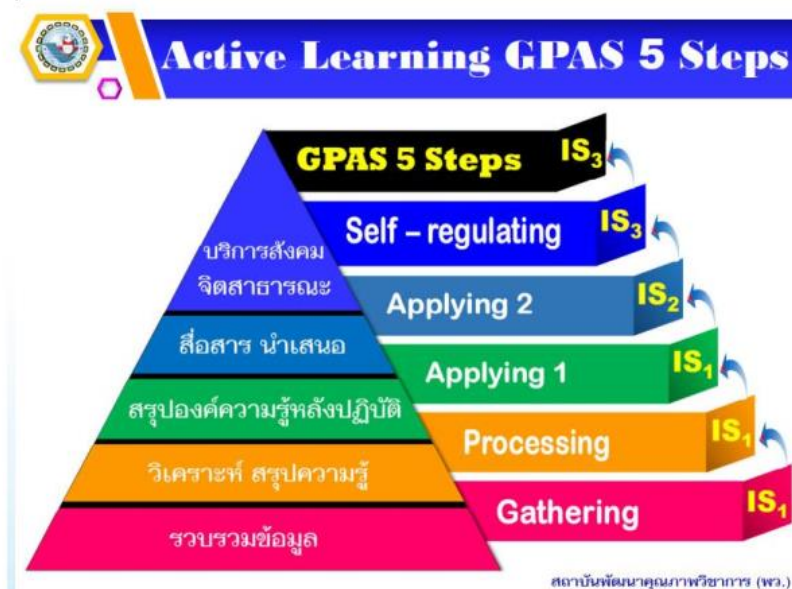 Active Learning GPAS 5 Steps
GPAS 5 Steps IS₃
Self – regulating IS₃
บริการสังคม
จิตสาธารณะ
Applying 2 IS₂
สื่อสาร นำเสนอ
Applying 1 IS₁
สรุปองค์ความรู้หลังปฏิบัติ
Processing IS₁
วิเคราะห์ สรุปความรู้
Gathering IS₁
รวบรวมข้อมูล
สถาบันพัฒนาคุณภาพวิชาการ (พว.)